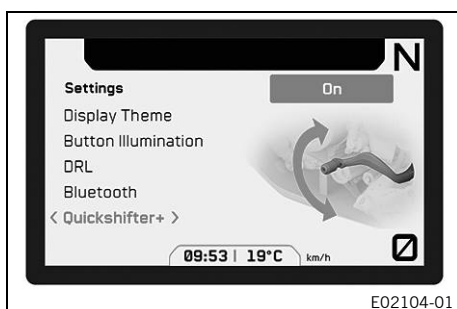 N
Settings
On
Display Theme
Button Illumination
DRL
Bluetooth
< Quickshifter+ >
09:53 | 19°C km/h
0
E02104-01